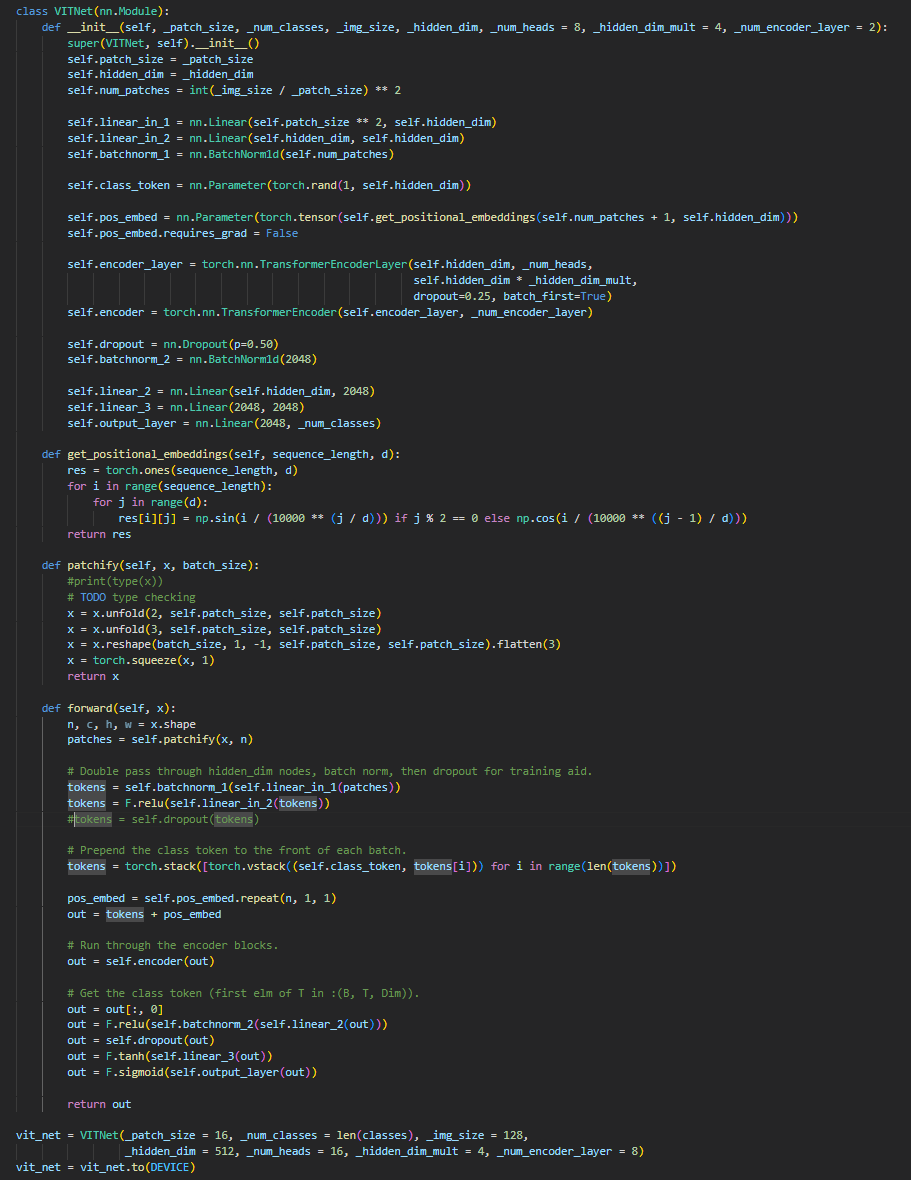 class VITNet(nn.Module):
    def __init__(self, _patch_size, _num_classes, _img_size, _hidden_dim, _num_heads = 8, _hidden_dim_mult = 4, _num_encoder_layer = 2):
        super(VITNet, self).__init__()
        self.patch_size = _patch_size
        self.hidden_dim = _hidden_dim
        self.num_patches = int(_img_size / _patch_size) ** 2

        self.linear_in_1 = nn.Linear(self.patch_size ** 2, self.hidden_dim)
        self.linear_in_2 = nn.Linear(self.hidden_dim, self.hidden_dim)
        self.batchnorm_1 = nn.BatchNorm1d(self.num_patches)

        self.class_token = nn.Parameter(torch.rand(1, self.hidden_dim))

        self.pos_embed = nn.Parameter(torch.tensor(self.get_positional_embeddings(self.num_patches + 1, self.hidden_dim)))
        self.pos_embed.requires_grad = False

        self.encoder_layer = torch.nn.TransformerEncoderLayer(self.hidden_dim, _num_heads,
                                                              self.hidden_dim * _hidden_dim_mult,
                                                              dropout=0.25, batch_first=True)
        self.encoder = torch.nn.TransformerEncoder(self.encoder_layer, _num_encoder_layer)

        self.dropout = nn.Dropout(p=0.50)
        self.batchnorm_2 = nn.BatchNorm1d(2048)

        self.linear_2 = nn.Linear(self.hidden_dim, 2048)
        self.linear_3 = nn.Linear(2048, 2048)
        self.output_layer = nn.Linear(2048, _num_classes)

    def get_positional_embeddings(self, sequence_length, d):
        res = torch.ones(sequence_length, d)
        for i in range(sequence_length):
            for j in range(d):
                res[i][j] = np.sin(i / (10000 ** (j / d))) if j % 2 == 0 else np.cos(i / (10000 ** ((j - 1) / d)))
        return res

    def patchify(self, x, batch_size):
        #print(type(x))
        # TODO type checking
        x = x.unfold(2, self.patch_size, self.patch_size)
        x = x.unfold(3, self.patch_size, self.patch_size)
        x = x.reshape(batch_size, 1, -1, self.patch_size, self.patch_size).flatten(3)
        x = torch.squeeze(x, 1)
        return x

    def forward(self, x):
        n, c, h, w = x.shape
        patches = self.patchify(x, n)

        # Double pass through hidden_dim nodes, batch norm, then dropout for training aid.
        tokens = self.batchnorm_1(self.linear_in_1(patches))
        tokens = F.relu(self.linear_in_2(tokens))
        #tokens = self.dropout(tokens)

        # Prepend the class token to the front of each batch.
        tokens = torch.stack([torch.vstack((self.class_token, tokens[i])) for i in range(len(tokens))])

        pos_embed = self.pos_embed.repeat(n, 1, 1)
        out = tokens + pos_embed

        # Run through the encoder blocks.
        out = self.encoder(out)

        # Get the class token (first elm of T in :(B, T, Dim)).
        out = out[:, 0]
        out = F.relu(self.batchnorm_2(self.linear_2(out)))
        out = self.dropout(out)
        out = F.tanh(self.linear_3(out))
        out = F.sigmoid(self.output_layer(out))

        return out

vit_net = VITNet(_patch_size = 16, _num_classes = len(classes), _img_size = 128,
                 _hidden_dim = 512, _num_heads = 16, _hidden_dim_mult = 4, _num_encoder_layer = 8)
vit_net = vit_net.to(DEVICE)